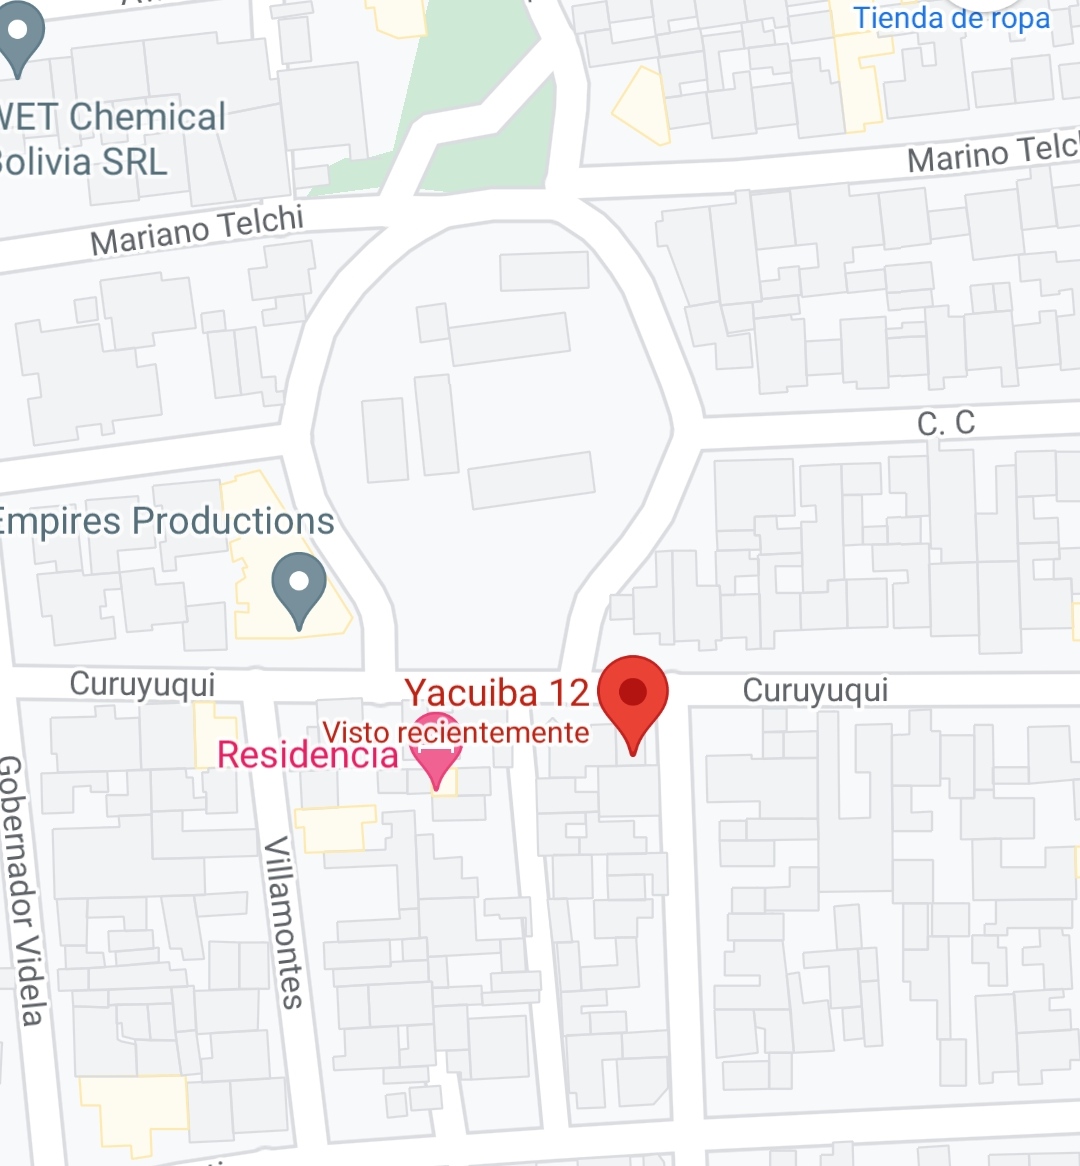 Tienda de ropa
WET Chemical
Bolivia SRL
Marino Telc
Mariano Telchi
C. C
Empires Productions
Curuyuqui
Yacuiba 12
Curuyuqui
Visto recientemente
Residencia
Gobernador Videla
Villamontes